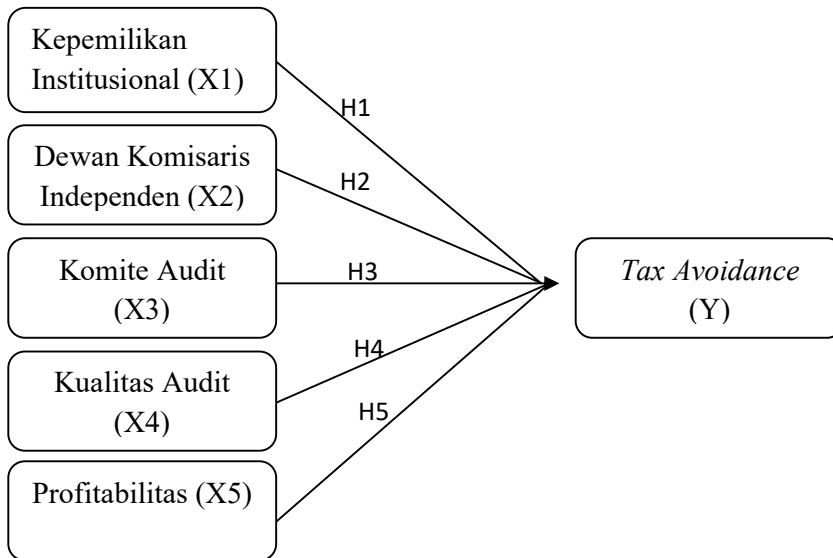 Kepemilikan
Institusional (X1)
H1
Dewan Komisaris
Independen (X2)
H2
Komite Audit
(X3)
H3
Tax Avoidance
(Y)
Kualitas Audit
(X4)
H4
Profitabilitas (X5)
H5